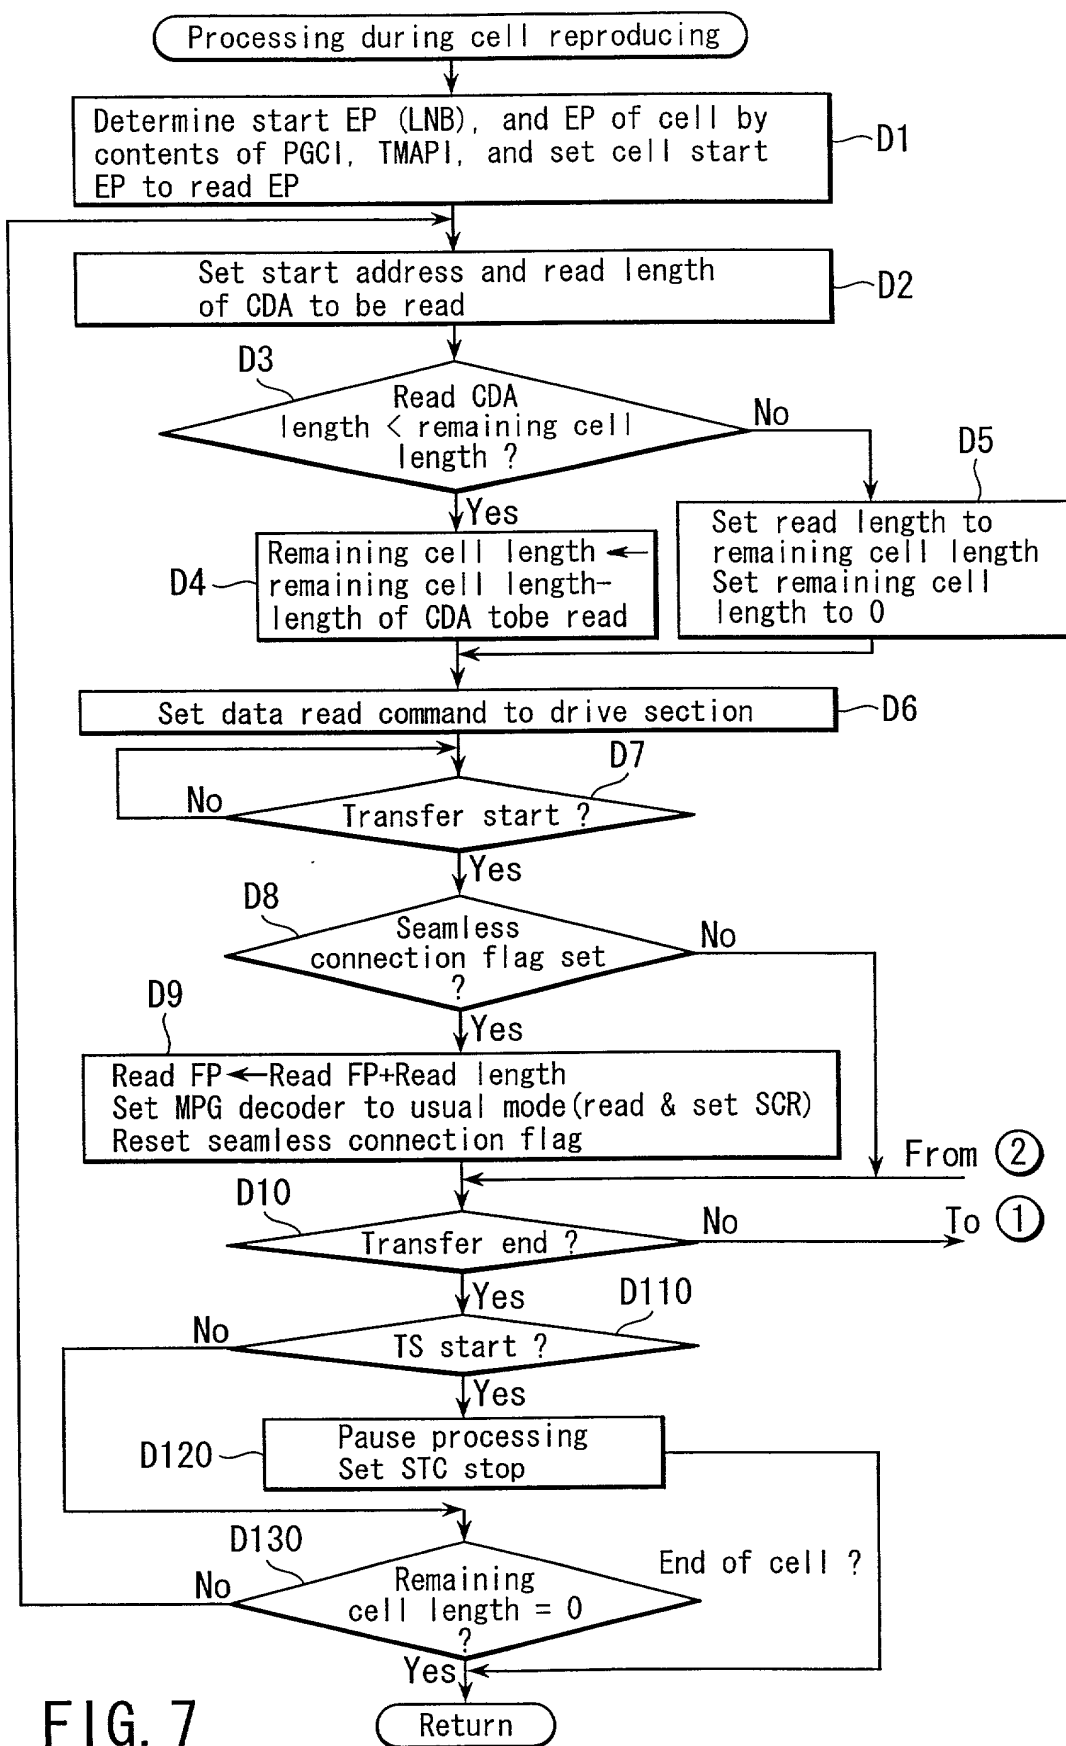 Processing during cell reproducing
Determine start EP (LNB), and EP of cell by
contents of PGCI, TMAPI, and set cell start
EP to read EP
D1
Set start address and read length
of CDA to be read
D2
D3
Read CDA
length < remaining cell
length ?
No
Yes
D5
Set read length to
remaining cell length
Set remaining cell
length to 0
D4
Remaining cell length ←
remaining cell length-
length of CDA tobe read
Set data read command to drive section
D6
D7
No
Transfer start ?
Yes
D8
Seamless
connection flag set
?
No
Yes
D9
Read FP←Read FP+Read length
Set MPG decoder to usual mode(read & set SCR)
Reset seamless connection flag
From ②
D10
Transfer end ?
No
To ①
Yes
D110
No
TS start ?
Yes
D120
Pause processing
Set STC stop
D130
No
Remaining
cell length = 0
?
End of cell ?
Yes
Return
FIG. 7